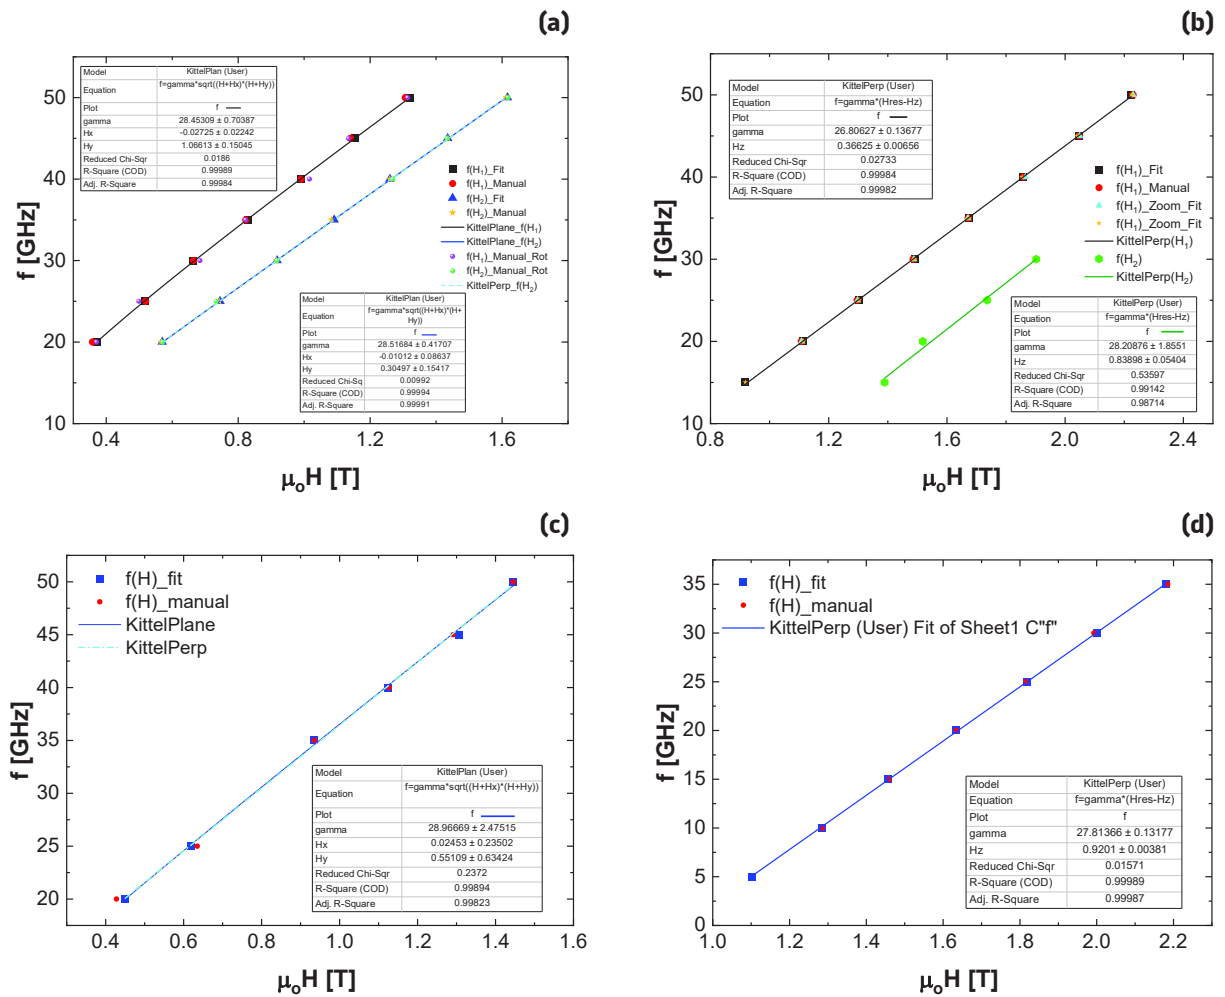 (a)
50
40
30
20
10
0.4
0.8
1.2
1.6
f [GHz]
μoH [T]
Model KittelPlan (User)
Equation f=gamma*sqrt((H+Hx)*(H+Hy))
Plot f
gamma 28.45309 ± 0.70387
Hx -0.02725 ± 0.02242
Hy 1.06613 ± 0.15045
Reduced Chi-Sqr 0.0186
R-Square (COD) 0.99989
Adj. R-Square 0.99984
f(H1)_Fit
f(H1)_Manual
f(H2)_Fit
f(H2)_Manual
KittelPlane_f(H1)
KittelPlane_f(H2)
f(H1)_Manual_Rot
f(H2)_Manual_Rot
KittelPerp_f(H2)
Model KittelPlan (User)
Equation f=gamma*sqrt((H+Hx)*(H+
Hy))
Plot f
gamma 28.51684 ± 0.41707
Hx -0.01012 ± 0.08637
Hy 0.30497 ± 0.15417
Reduced Chi-Sq 0.00992
R-Square (COD) 0.99994
Adj. R-Square 0.99991
(b)
50
40
30
20
10
0.8
1.2
1.6
2.0
2.4
f [GHz]
μoH [T]
Model KittelPerp (User)
Equation f=gamma*(Hres-Hz)
Plot f
gamma 26.80627 ± 0.13677
Hz 0.36625 ± 0.00656
Reduced Chi-Sqr 0.02733
R-Square (COD) 0.99984
Adj. R-Square 0.99982
f(H1)_Fit
f(H1)_Manual
f(H1)_Zoom_Fit
f(H1)_Zoom_Fit
KittelPerp(H1)
f(H2)
KittelPerp(H2)
Model KittelPerp (User)
Equation f=gamma*(Hres-Hz)
Plot f
gamma 28.20876 ± 1.8551
Hz 0.83898 ± 0.05404
Reduced Chi-Sqr 0.53597
R-Square (COD) 0.99142
Adj. R-Square 0.98714
(c)
50
45
40
35
30
25
20
0.4
0.6
0.8
1.0
1.2
1.4
1.6
f [GHz]
μoH [T]
f(H)_fit
f(H)_manual
KittelPlane
KittelPerp
Model KittelPlan (User)
Equation f=gamma*sqrt((H+Hx)*(H+Hy))
Plot f
gamma 28.96669 ± 2.47515
Hx 0.02453 ± 0.23502
Hy 0.55109 ± 0.63424
Reduced Chi-Sqr 0.2372
R-Square (COD) 0.99894
Adj. R-Square 0.99823
(d)
35
30
25
20
15
10
5
0
1.0
1.2
1.4
1.6
1.8
2.0
2.2
f [GHz]
μoH [T]
f(H)_fit
f(H)_manual
KittelPerp (User) Fit of Sheet1 C"f"
Model KittelPerp (User)
Equation f=gamma*(Hres-Hz)
Plot f
gamma 27.81366 ± 0.13177
Hz 0.9201 ± 0.00381
Reduced Chi-Sqr 0.01571
R-Square (COD) 0.99989
Adj. R-Square 0.99987